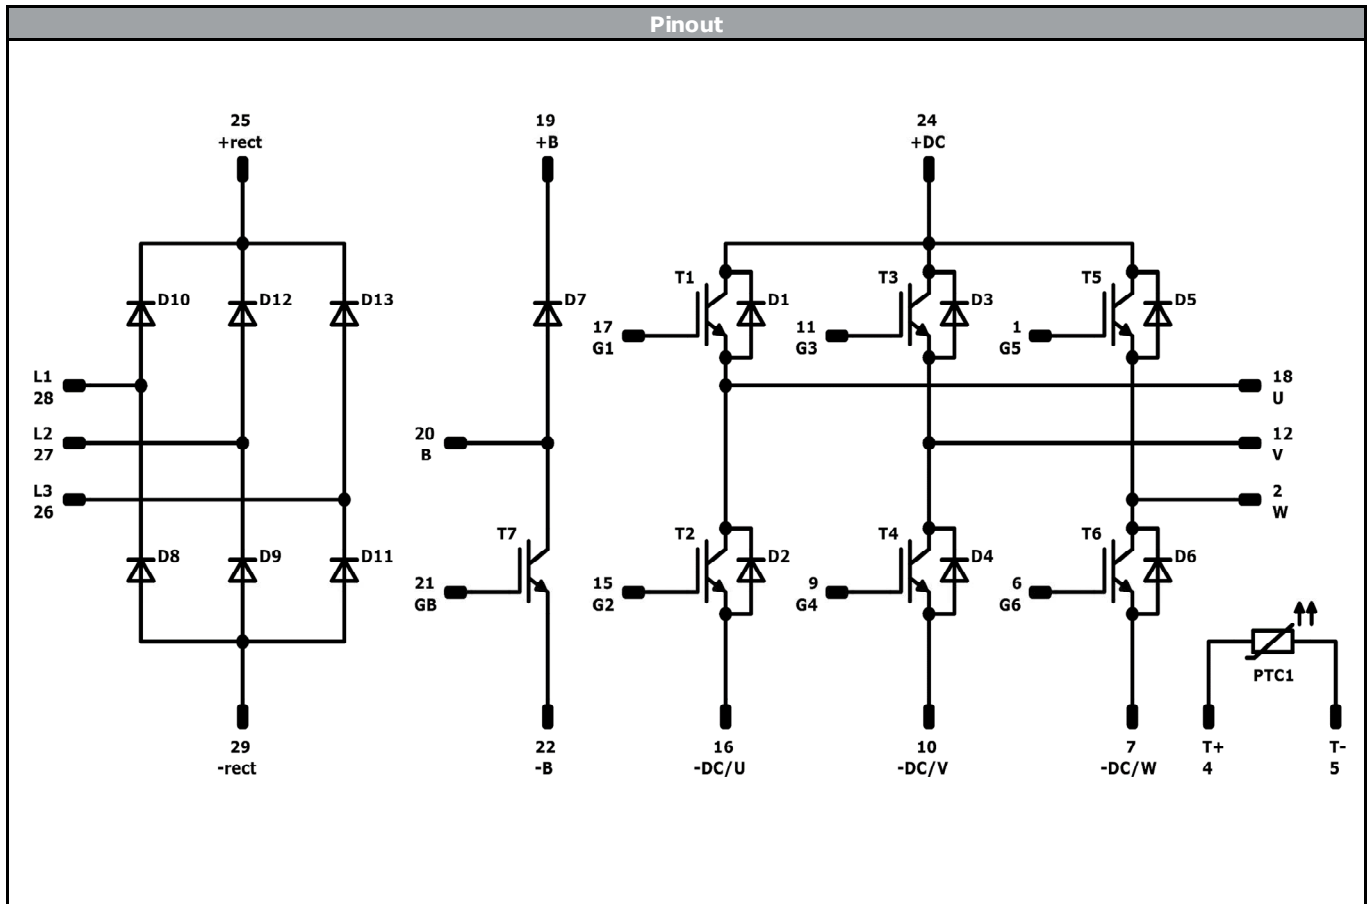 Pinout
25
+rect
19
+B
24
+DC
D10
D12
D13
D7
T1
D1
T3
D3
T5
D5
17
G1
11
G3
1
G5
L1
28
18
U
L2
27
20
B
12
V
L3
26
2
W
D8
D9
D11
T7
T2
D2
T4
D4
T6
D6
21
GB
15
G2
9
G4
6
G6
PTC1
29
-rect
22
-B
16
-DC/U
10
-DC/V
7
-DC/W
T+
4
T-
5